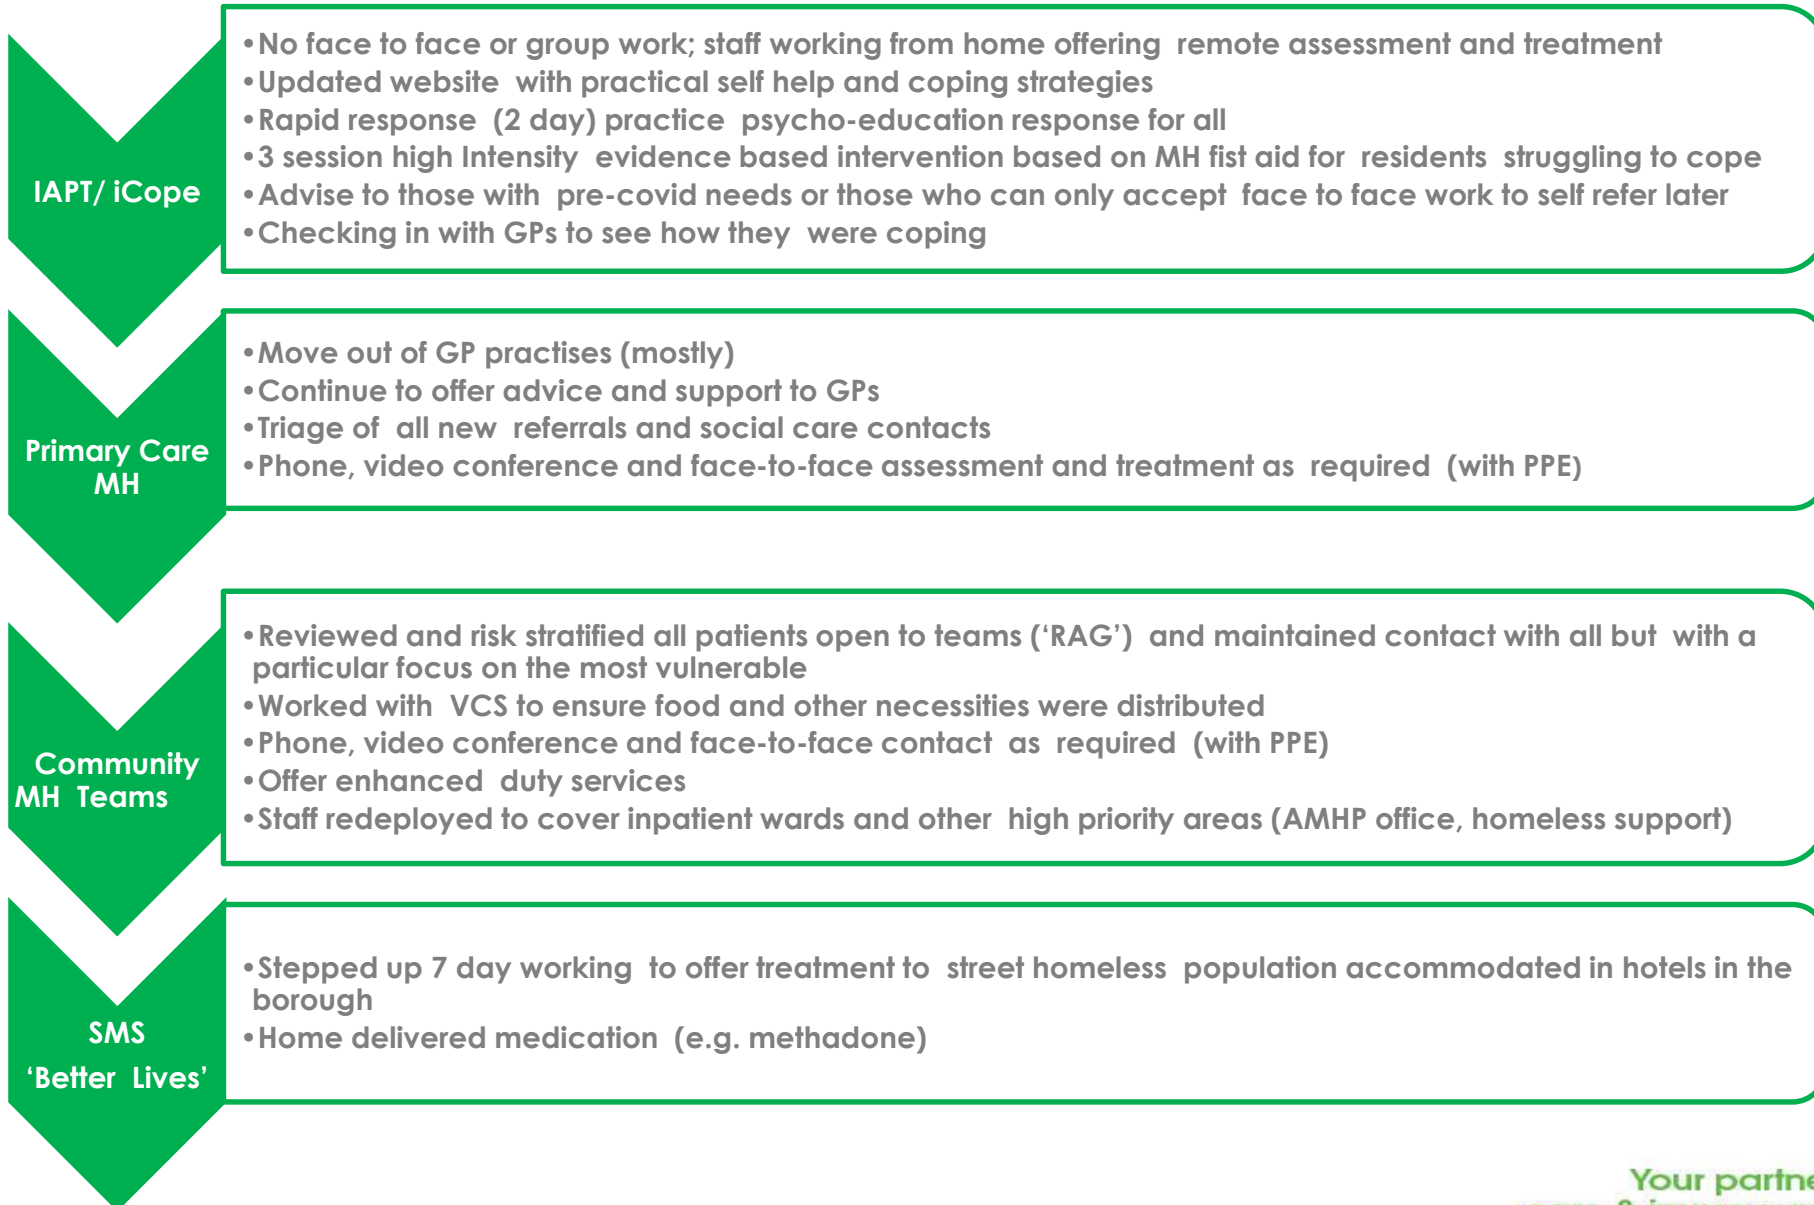 IAPT/ iCope
•No face to face or group work; staff working from home offering remote assessment and treatment
•Updated website with practical self help and coping strategies
•Rapid response (2 day) practice psycho-education response for all
•3 session high Intensity evidence based intervention based on MH fist aid for residents struggling to cope
•Advise to those with pre-covid needs or those who can only accept face to face work to self refer later
•Checking in with GPs to see how they were coping
Primary Care
MH
•Move out of GP practises (mostly)
•Continue to offer advice and support to GPs
•Triage of all new referrals and social care contacts
•Phone, video conference and face-to-face assessment and treatment as required (with PPE)
Community
MH Teams
•Reviewed and risk stratified all patients open to teams (‘RAG’) and maintained contact with all but with a
particular focus on the most vulnerable
•Worked with VCS to ensure food and other necessities were distributed
•Phone, video conference and face-to-face contact as required (with PPE)
•Offer enhanced duty services
•Staff redeployed to cover inpatient wards and other high priority areas (AMHP office, homeless support)
SMS
‘Better Lives’
•Stepped up 7 day working to offer treatment to street homeless population accommodated in hotels in the
borough
•Home delivered medication (e.g. methadone)
Your partne